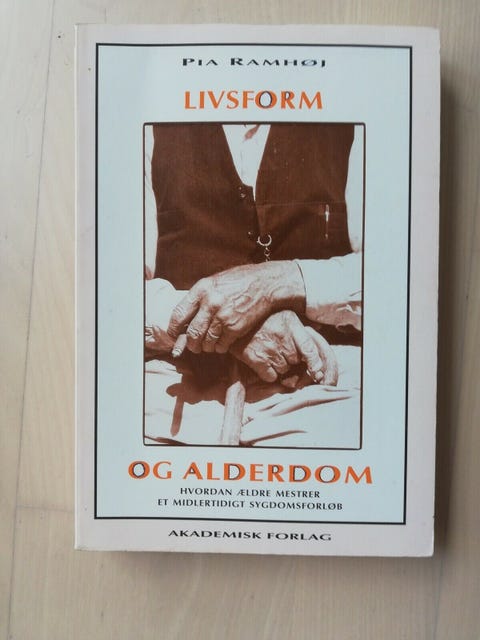 PIA RAMHØJ
LIVSFORM
OG ALDERDOM
HVORDAN ÆLDRE MESTRER
ET MIDLERTIDIGT SYGDOMSFORLØB
AKADEMISK FORLAG